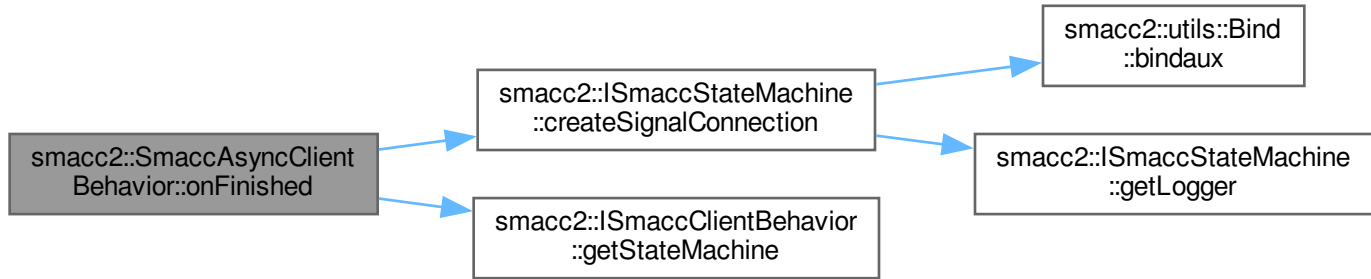 smacc2::SmaccAsyncClient
Behavior::onFinished
smacc2::ISmaccStateMachine
::createSignalConnection
smacc2::utils::Bind
::bindaux
smacc2::ISmaccStateMachine
::getLogger
smacc2::ISmaccClientBehavior
::getStateMachine